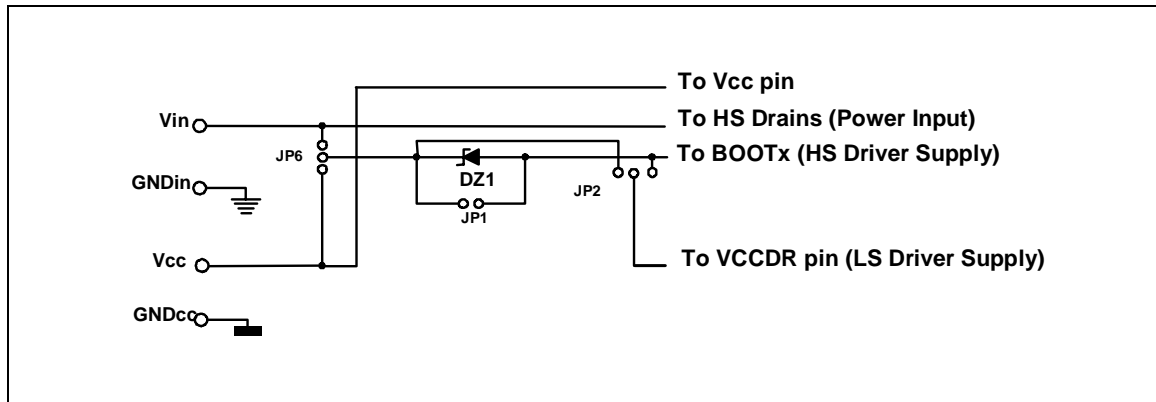 To Vcc pin
Vin
To HS Drains (Power Input)
JP6
To BOOTx (HS Driver Supply)
DZ1
JP2
GNDin
JP1
Vcc
To VCCDR pin (LS Driver Supply)
GNDcc